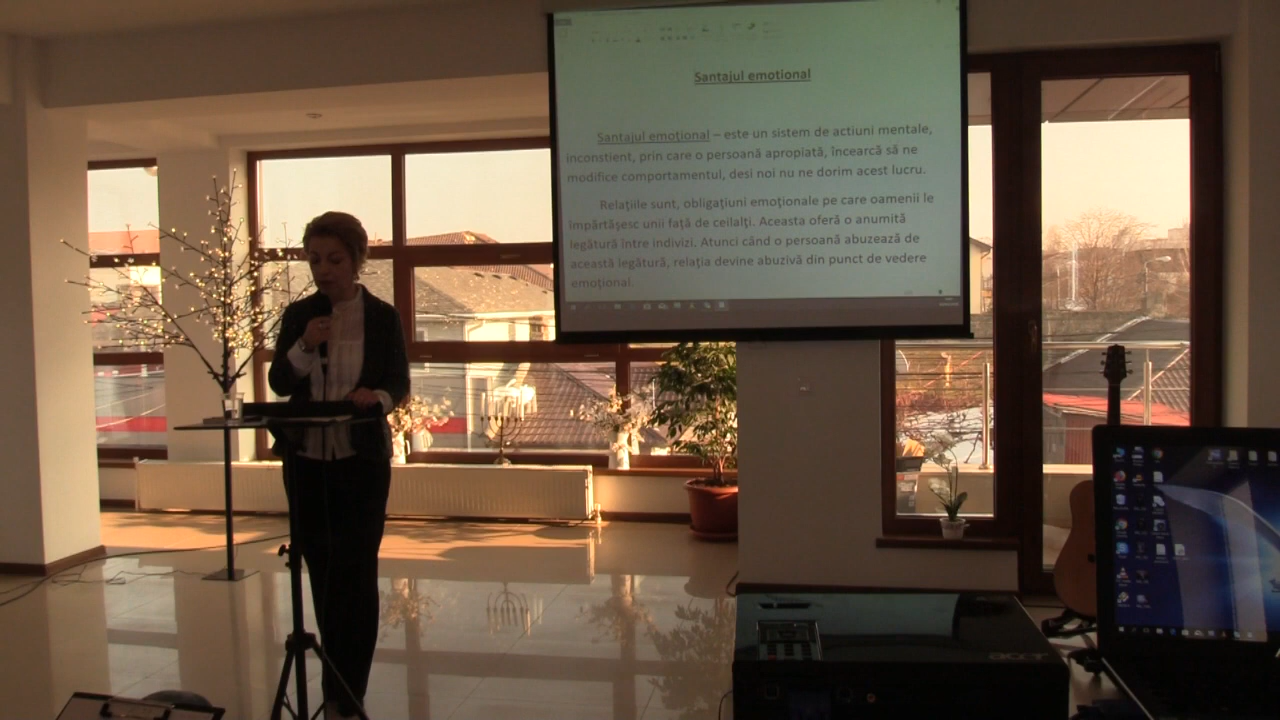 Santajul emotional
Santajul emoțional – este un sistem de actiuni mentale,
inconstient, prin care o persoană apropiată, încearcă să ne
modifice comportamentul, desi noi nu ne dorim acest lucru.
Relațiile sunt, obligațiuni emoționale pe care oamenii le
împărtășesc unii față de ceilalți. Aceasta oferă o anumită
legătură între indivizi. Atunci când o persoană abuzează de
această legătură, relația devine abuzivă din punct de vedere
emoțional.
acer